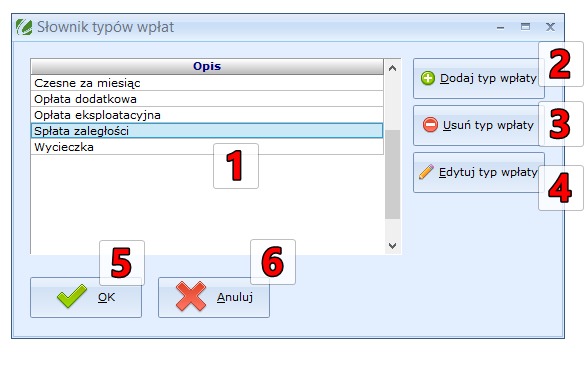 Słownik typów wpłat
Opis
Czesne za miesiąc
Opłata dodatkowa
Opłata eksploatacyjna
Spłata zaległości
Wycieczka
1
Dodaj typ wpłaty
2
Usuń typ wpłaty
3
Edytuj typ wpłaty
4
OK
5
Anuluj
6